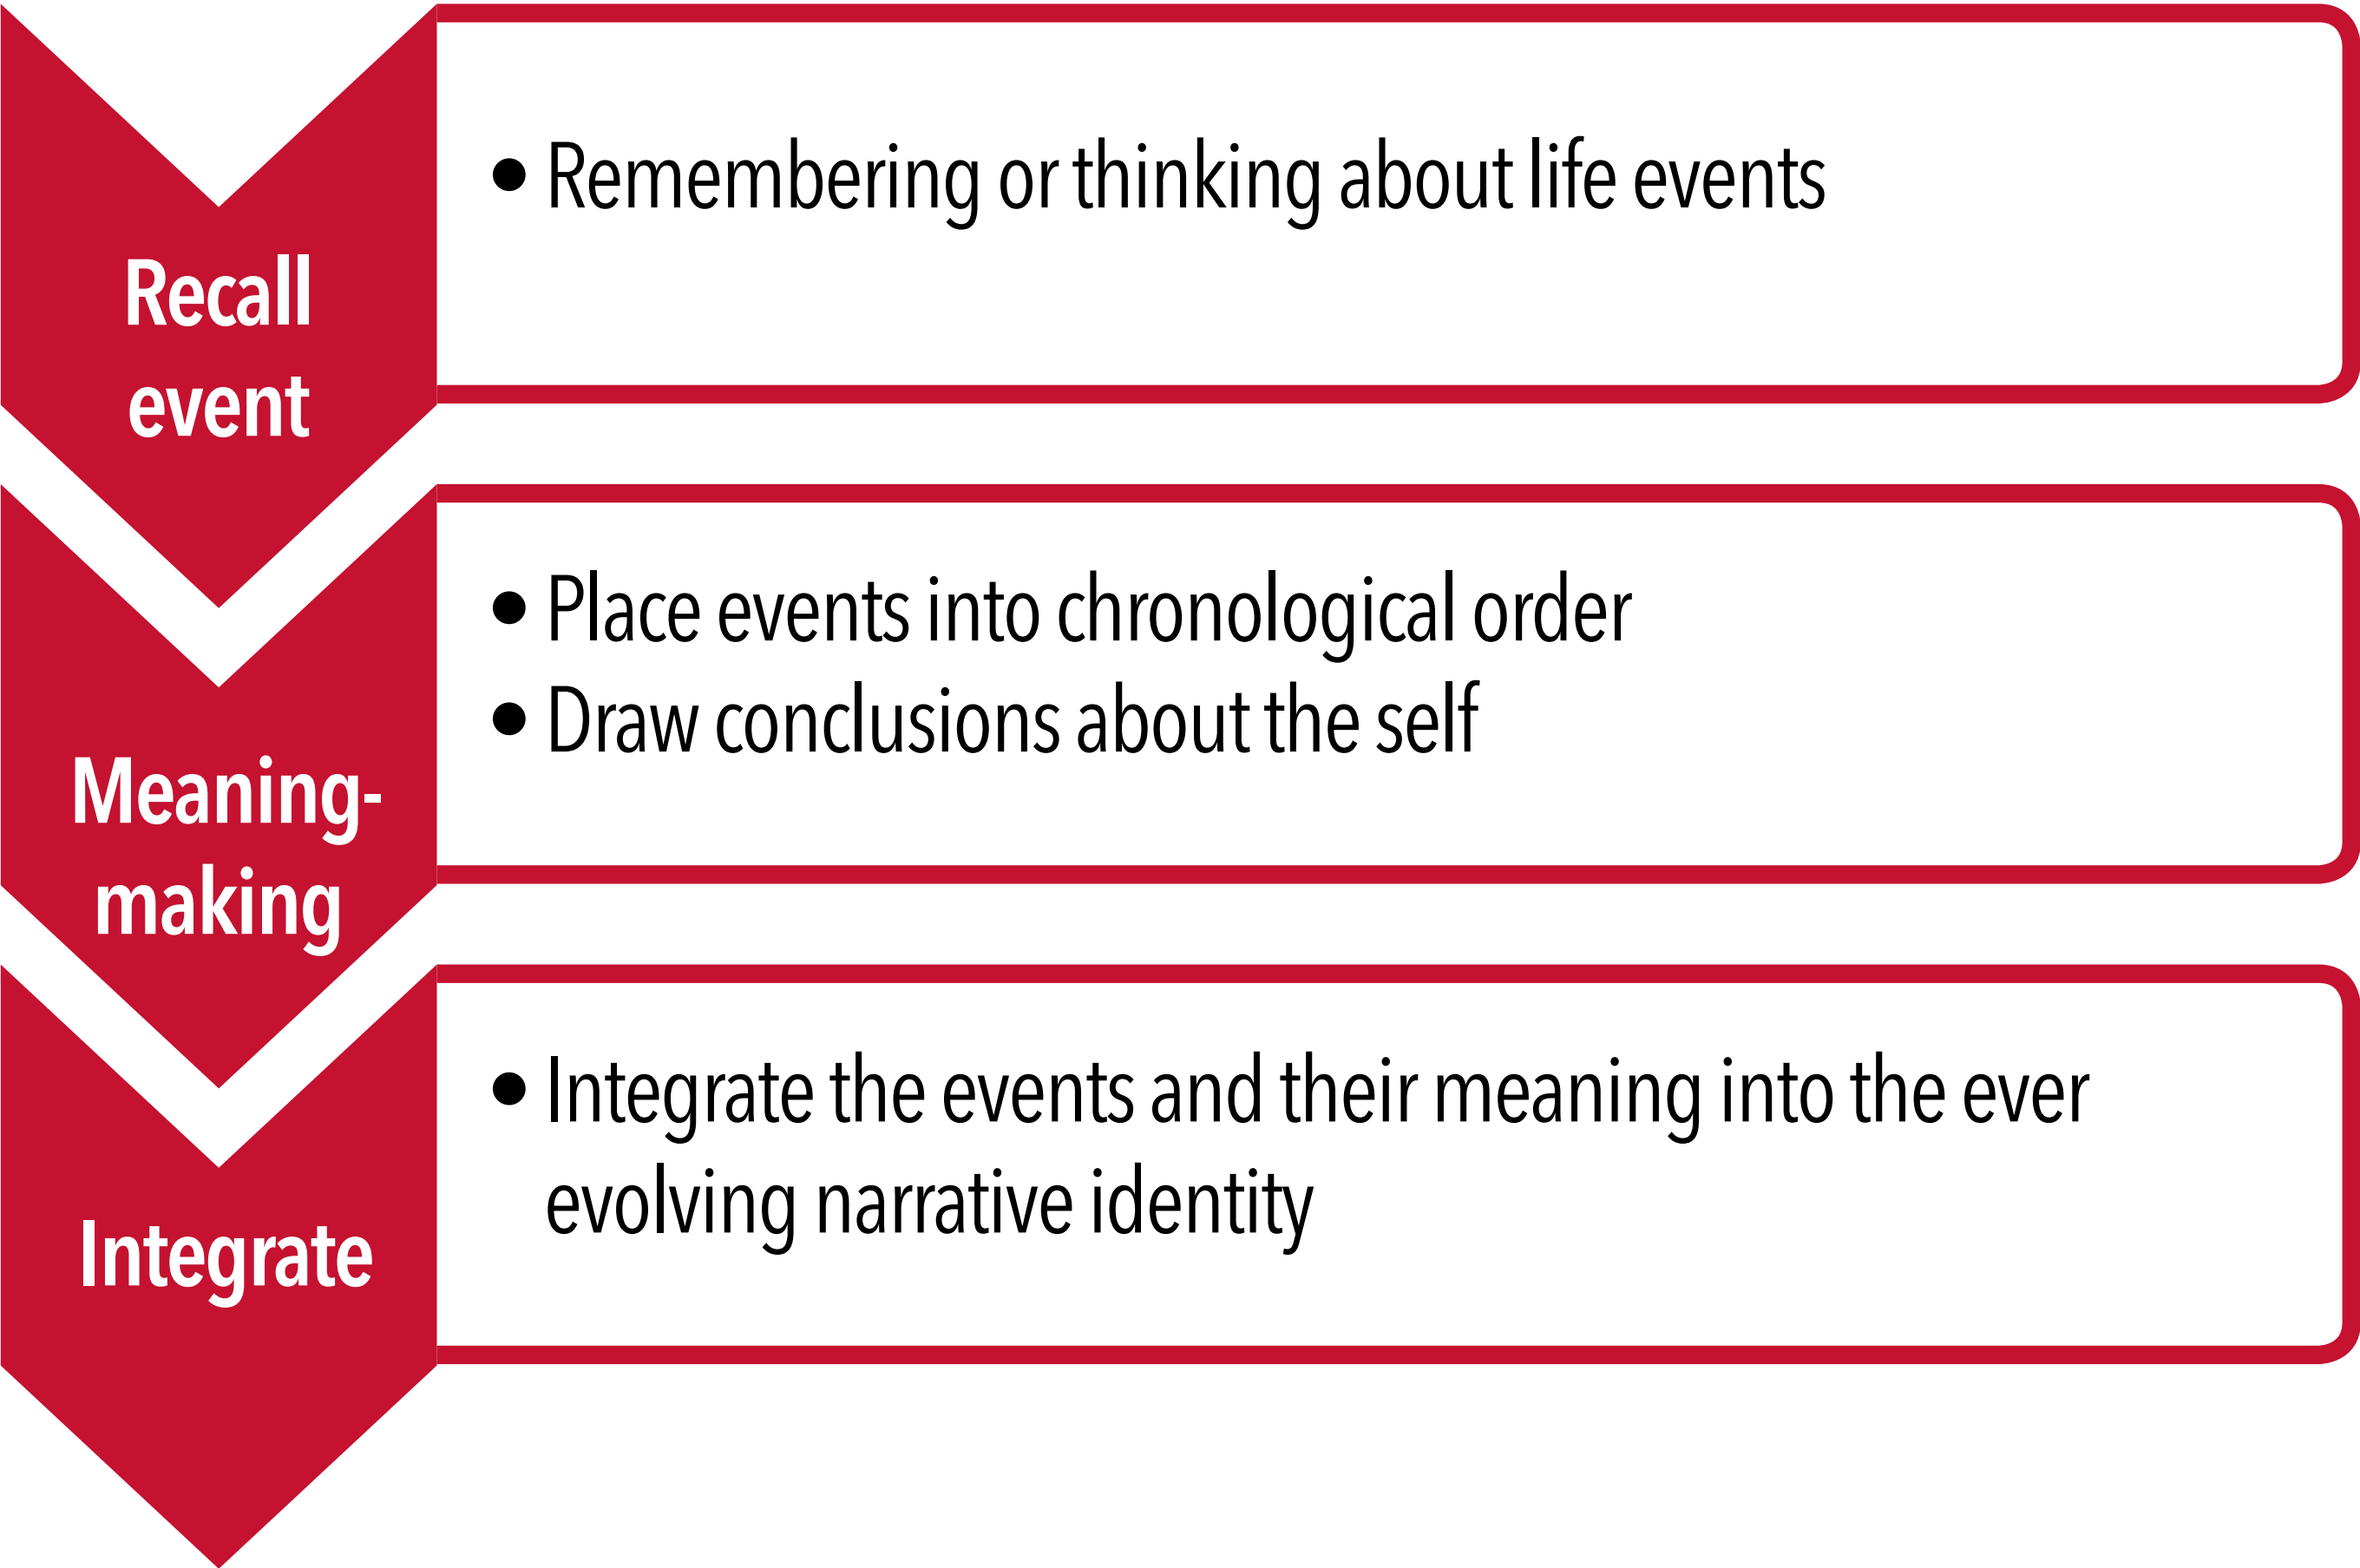 Recall
event
• Remembering or thinking about life events
Meaning-
making
• Place events into chronological order
• Draw conclusions about the self
Integrate
• Integrate the events and their meaning into the ever
evolving narrative identity